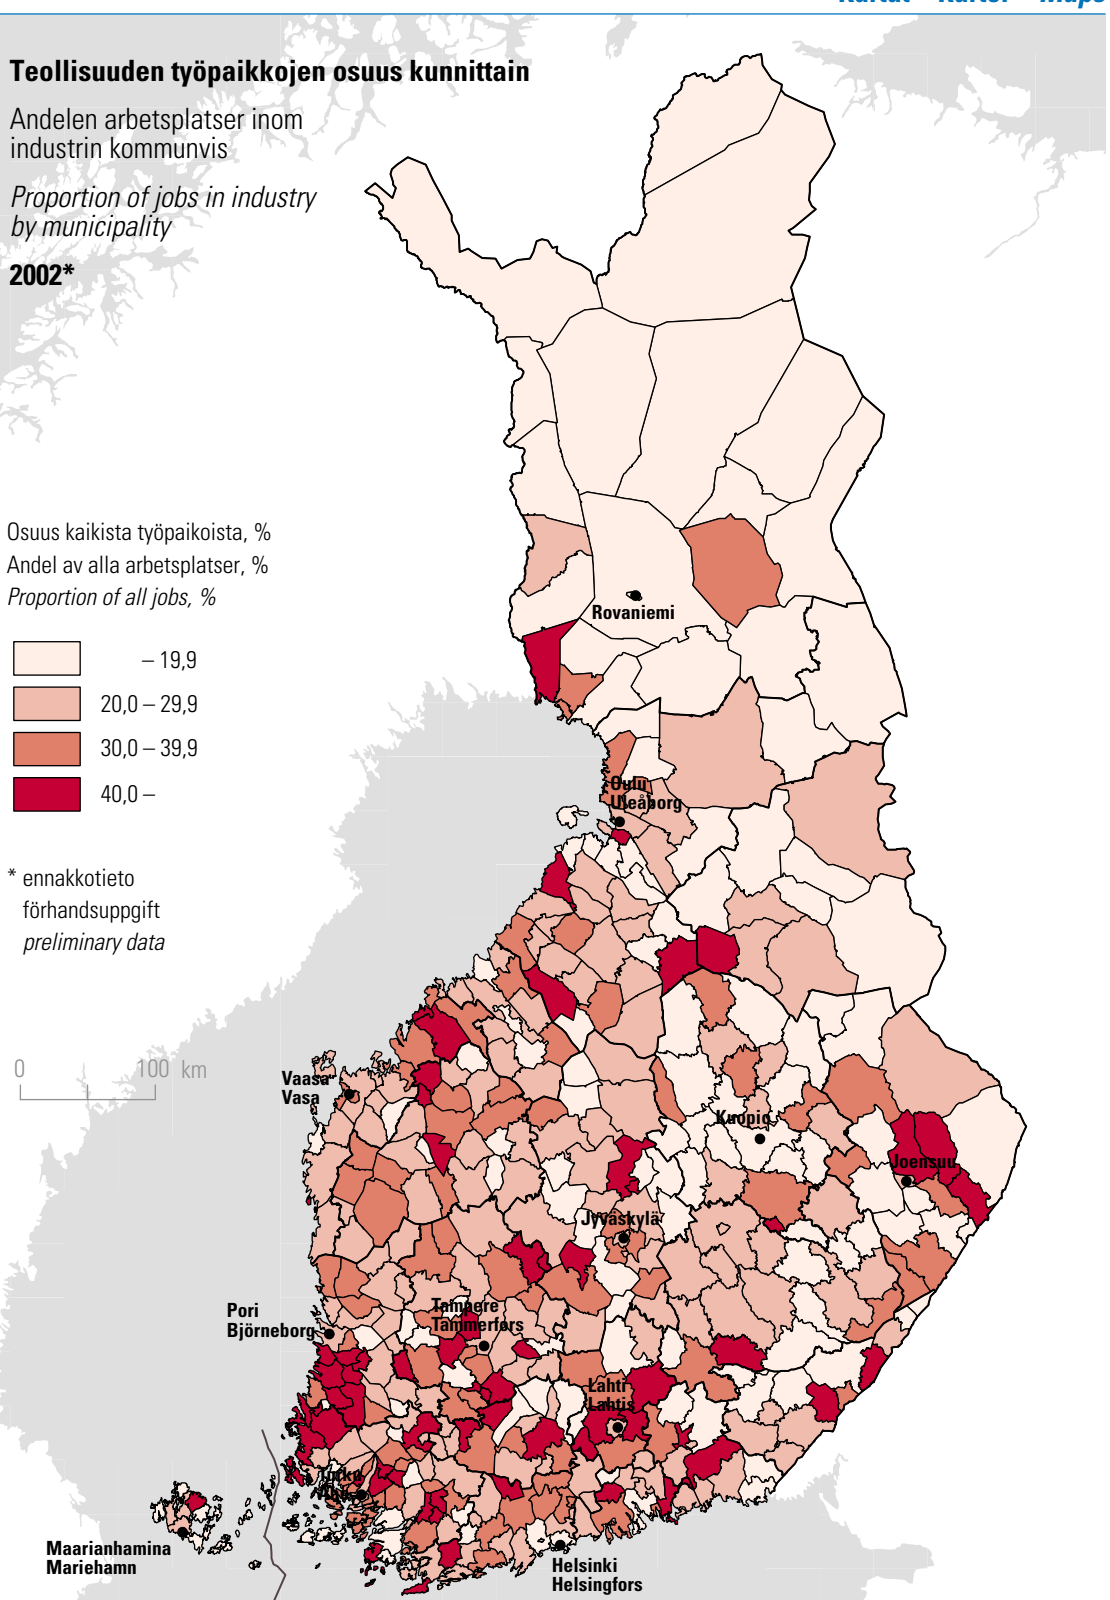 Teollisuuden työpaikkojen osuus kunnittain
Andelen arbetsplatser inom
industrin kommunvis
Proportion of jobs in industry
by municipality
2002*
Osuus kaikista työpaikoista, %
Andel av alla arbetsplatser, %
Proportion of all jobs, %
– 19,9
20,0 – 29,9
30,0 – 39,9
40,0 –
* ennakkotieto
förhandsuppgift
preliminary data
0 100 km
Rovaniemi
Oulu
Uleåborg
Vaasa
Vasa
Kuopio
Joensuu
Jyväskylä
Pori
Björneborg
Tampere
Tammerfors
Lahti
Lahtis
Turku
Maarianhamina
Mariehamn
Helsinki
Helsingfors